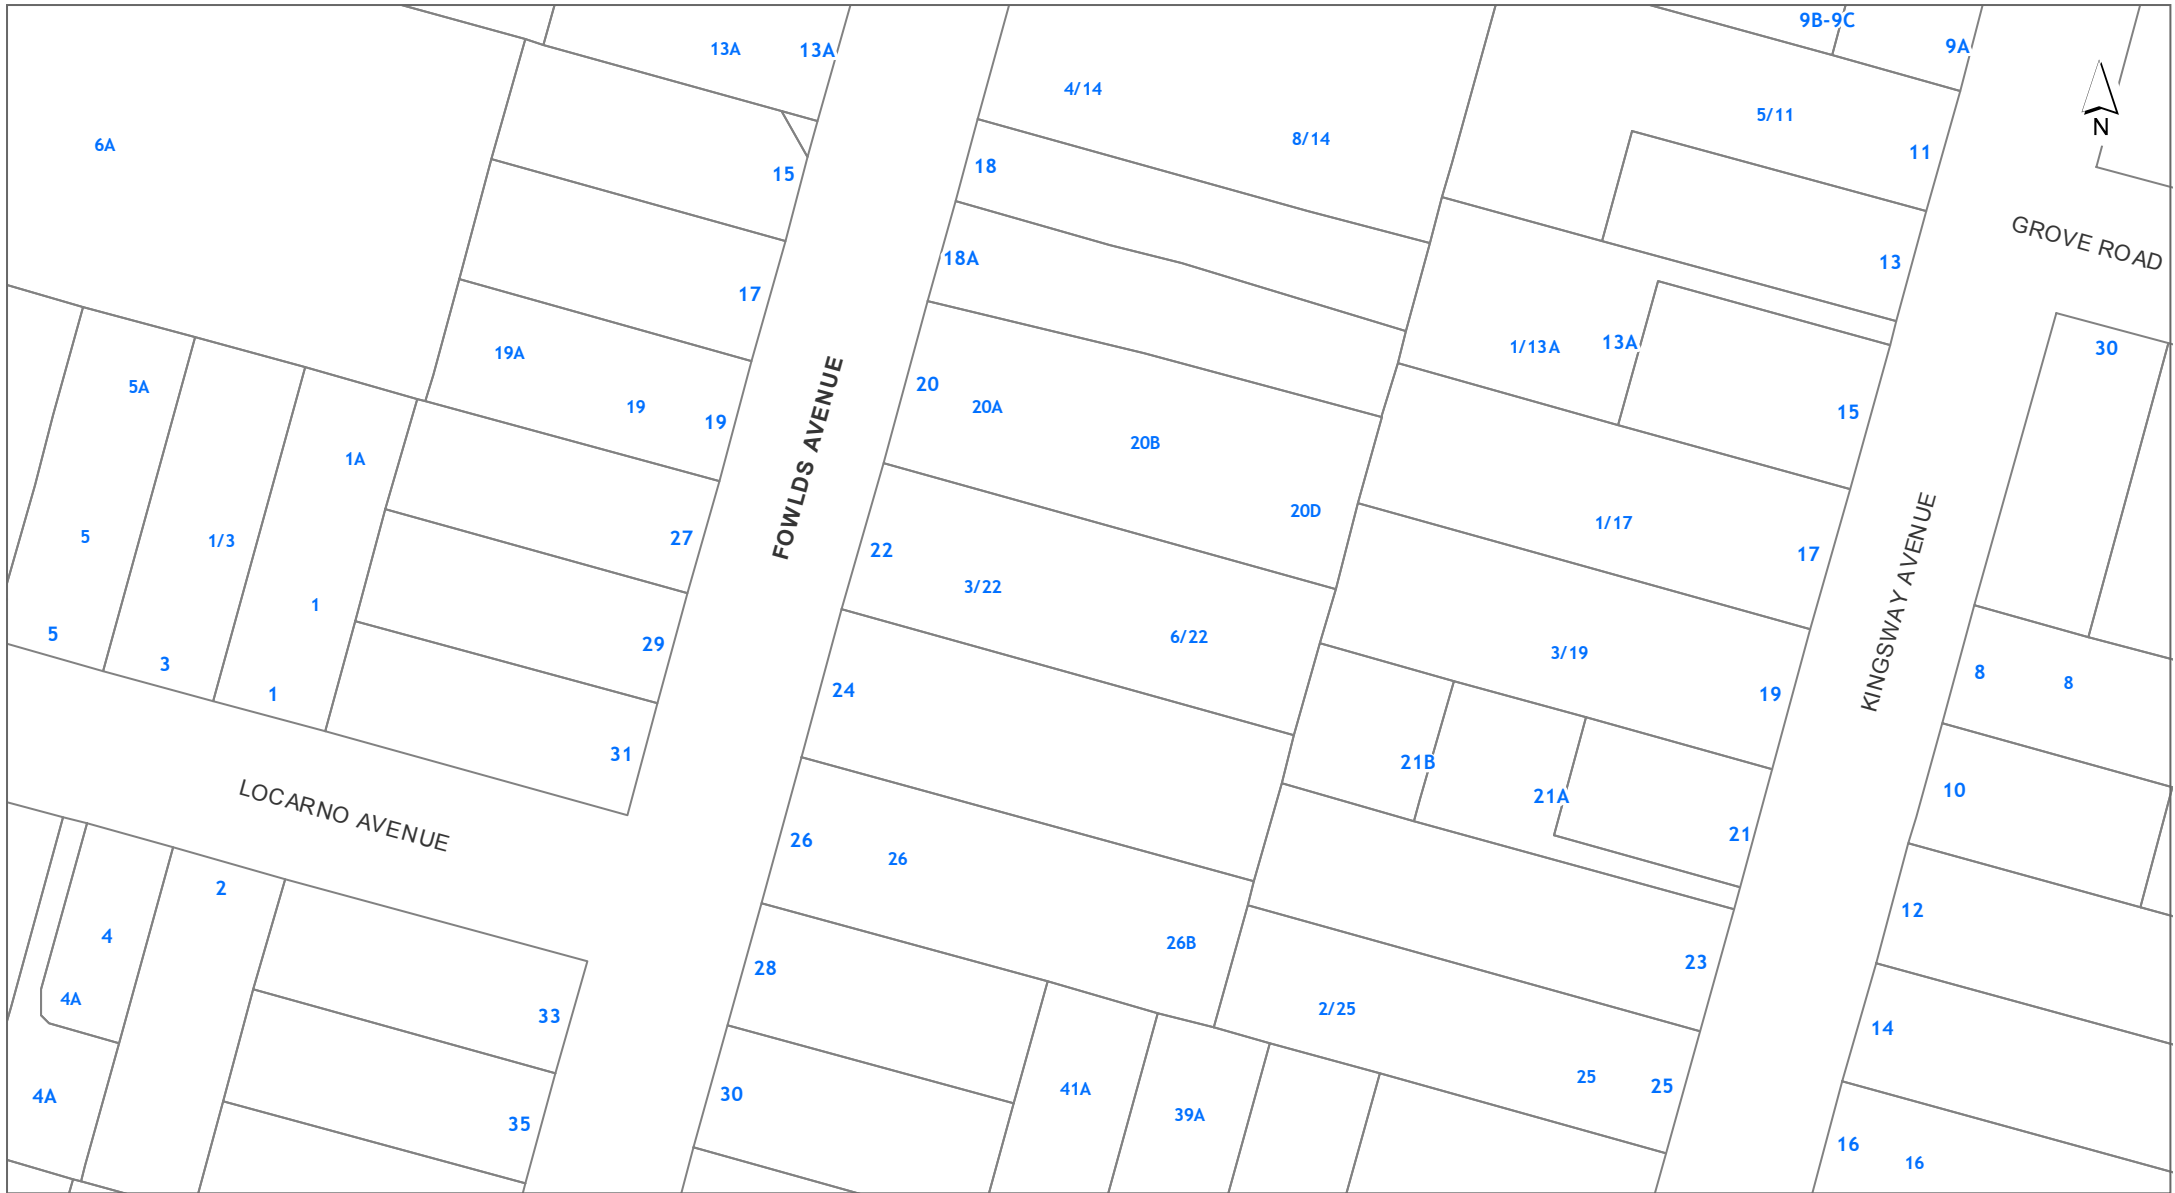 9B-9C
9A
13A
13A
4/14
5/11
N
8/14
6A
11
18
15
GROVE ROAD
18A
13
17
13A
1/13A
30
19A
20
5A
20A
19
15
19
20B
FOWLDS AVENUE
1A
20D
1/17
5
27
1/3
22
17
KINGSWAY AVENUE
3/22
1
5
6/22
29
3/19
3
8
8
1
24
19
31
21B
10
21A
LOCARNO AVENUE
21
26
26
2
12
4
26B
23
28
4A
2/25
33
14
25
25
41A
30
4A
39A
35
16
16